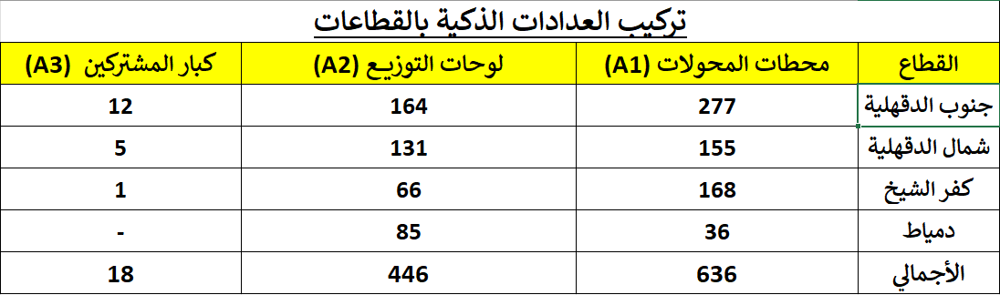 تركيب العدادات الذكية بالقطاعات
القطاع محطات المحولات (A1) لوحات التوزيع (A2) كبار المشتركين (A3)
جنوب الدقهلية 277 164 12
شمال الدقهلية 155 131 5
كفر الشيخ 168 66 1
دمياط 36 85 -
الأجمالي 636 446 18